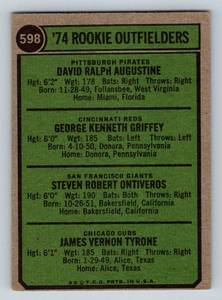 598
'74 ROOKIE OUTFIELDERS
PITTSBURGH PIRATES
DAVID RALPH AUGUSTINE
Hgt: 6'2" Wgt: 178 Bats: Right Throws: Right
Born: 11-28-49, Follansbee, West Virginia
Home: Miami, Florida
CINCINNATI REDS
GEORGE KENNETH GRIFFEY
Hgt: 6'0" Wgt: 185 Bats: Left Throws: Left
Born: 4-10-50, Donora, Pennsylvania
Home: Donora, Pennsylvania
SAN FRANCISCO GIANTS
STEVEN ROBERT ONTIVEROS
Hgt: 6'0" Wgt: 190 Bats: Both Throws: Right
Born: 10-26-51, Bakersfield, California
Home: Bakersfield, California
CHICAGO CUBS
JAMES VERNON TYRONE
Hgt: 6'1" Wgt: 185 Bats: Right Throws: Right
Born: 1-29-49, Alice, Texas
Home: Alice, Texas
T.C.G. PRTD. IN U.S.A.